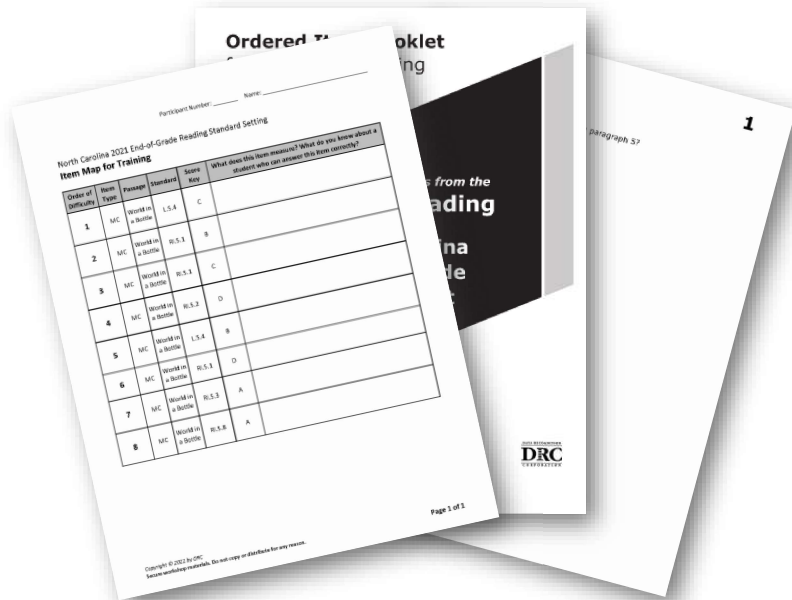 Participant Number: Name:
North Carolina 2021 End-of-Grade Reading Standard Setting
Item Map for Training
Order of Difficulty Item Type Passage Standard Score Key What does this item measure? What do you know about a student who can answer this item correctly?
1 MC World in a Bottle L.5.4 C
2 MC World in a Bottle RI.5.1 B
3 MC World in a Bottle RI.5.1 C
4 MC World in a Bottle RI.5.2 D
5 MC World in a Bottle L.5.4 B
6 MC World in a Bottle RI.5.1 D
7 MC World in a Bottle RI.5.3 A
8 MC World in a Bottle RI.5.8 A
Page 1 of 1
Copyright © 2022 by DRC
Secure workshop materials. Do not copy or distribute for any reason.
Ordered It oklet
ing
s from the
ading
ina
de
t
DATA RECOGNITION
DRC
CORPORATION
1
paragraph 5?